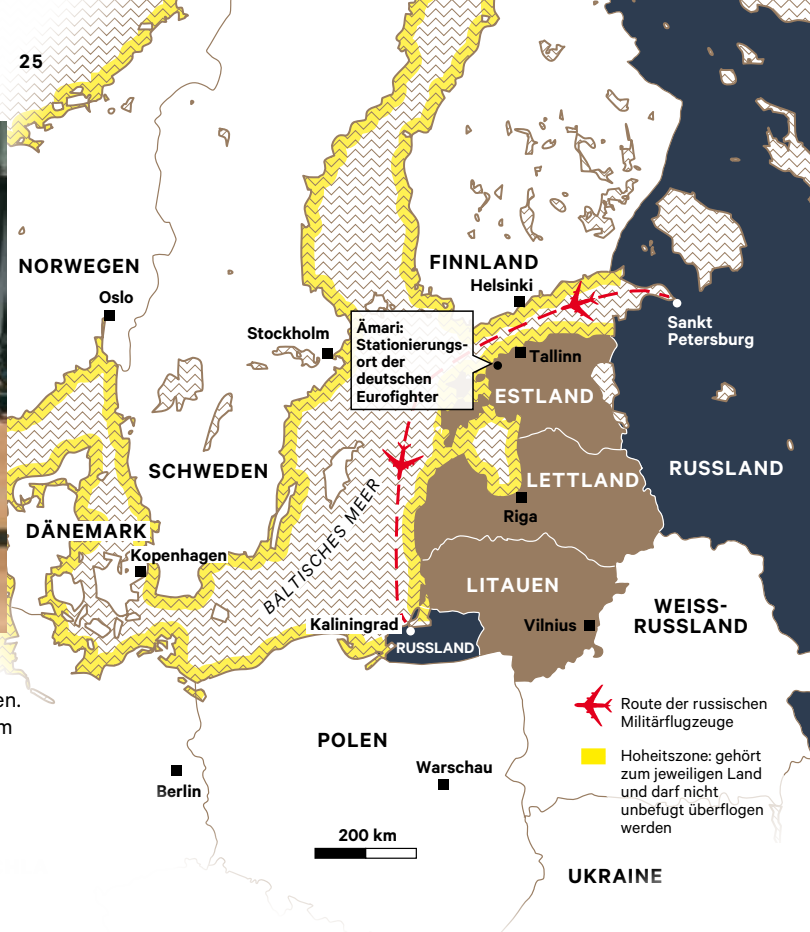 25
NORWEGEN
Oslo
FINNLAND
Helsinki
Sankt
Petersburg
Stockholm
Ämari:
Stationierungs-
ort der
deutschen
Eurofighter
Tallinn
ESTLAND
SCHWEDEN
LETTLAND
RUSSLAND
Riga
BALTISCHES MEER
DÄNEMARK
Kopenhagen
LITAUEN
WEISS-
RUSSLAND
Kaliningrad
Vilnius
RUSSLAND
en.
m
Route der russischen
Militärflugzeuge
POLEN
Warschau
Berlin
Hoheitszone: gehört
zum jeweiligen Land
und darf nicht
unbefugt überflogen
werden
200 km
UKRAINE